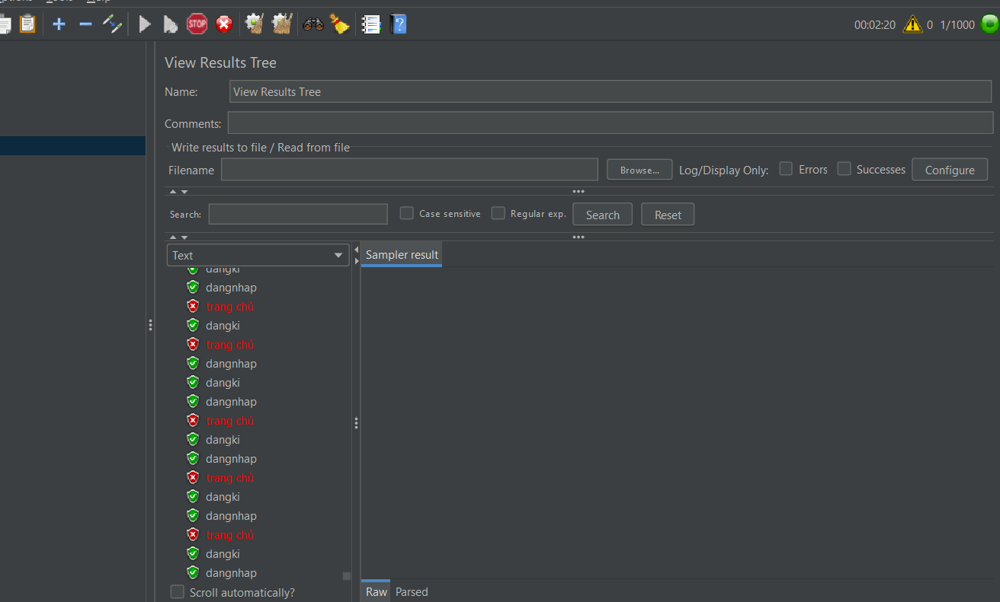 Tools Help
STOP ? 00:02:20 0 1/1000
View Results Tree
Name: View Results Tree
Comments:
Write results to file / Read from file
Filename Browse... Log/Display Only: Errors Successes Configure
Search: Case sensitive Regular exp. Search Reset
Text
Sampler result
dangki
dangnhap
trang chủ
dangki
trang chủ
dangnhap
dangki
dangnhap
trang chủ
dangki
dangnhap
trang chủ
dangki
dangnhap
trang chủ
dangki
dangnhap
Scroll automatically?
Raw Parsed